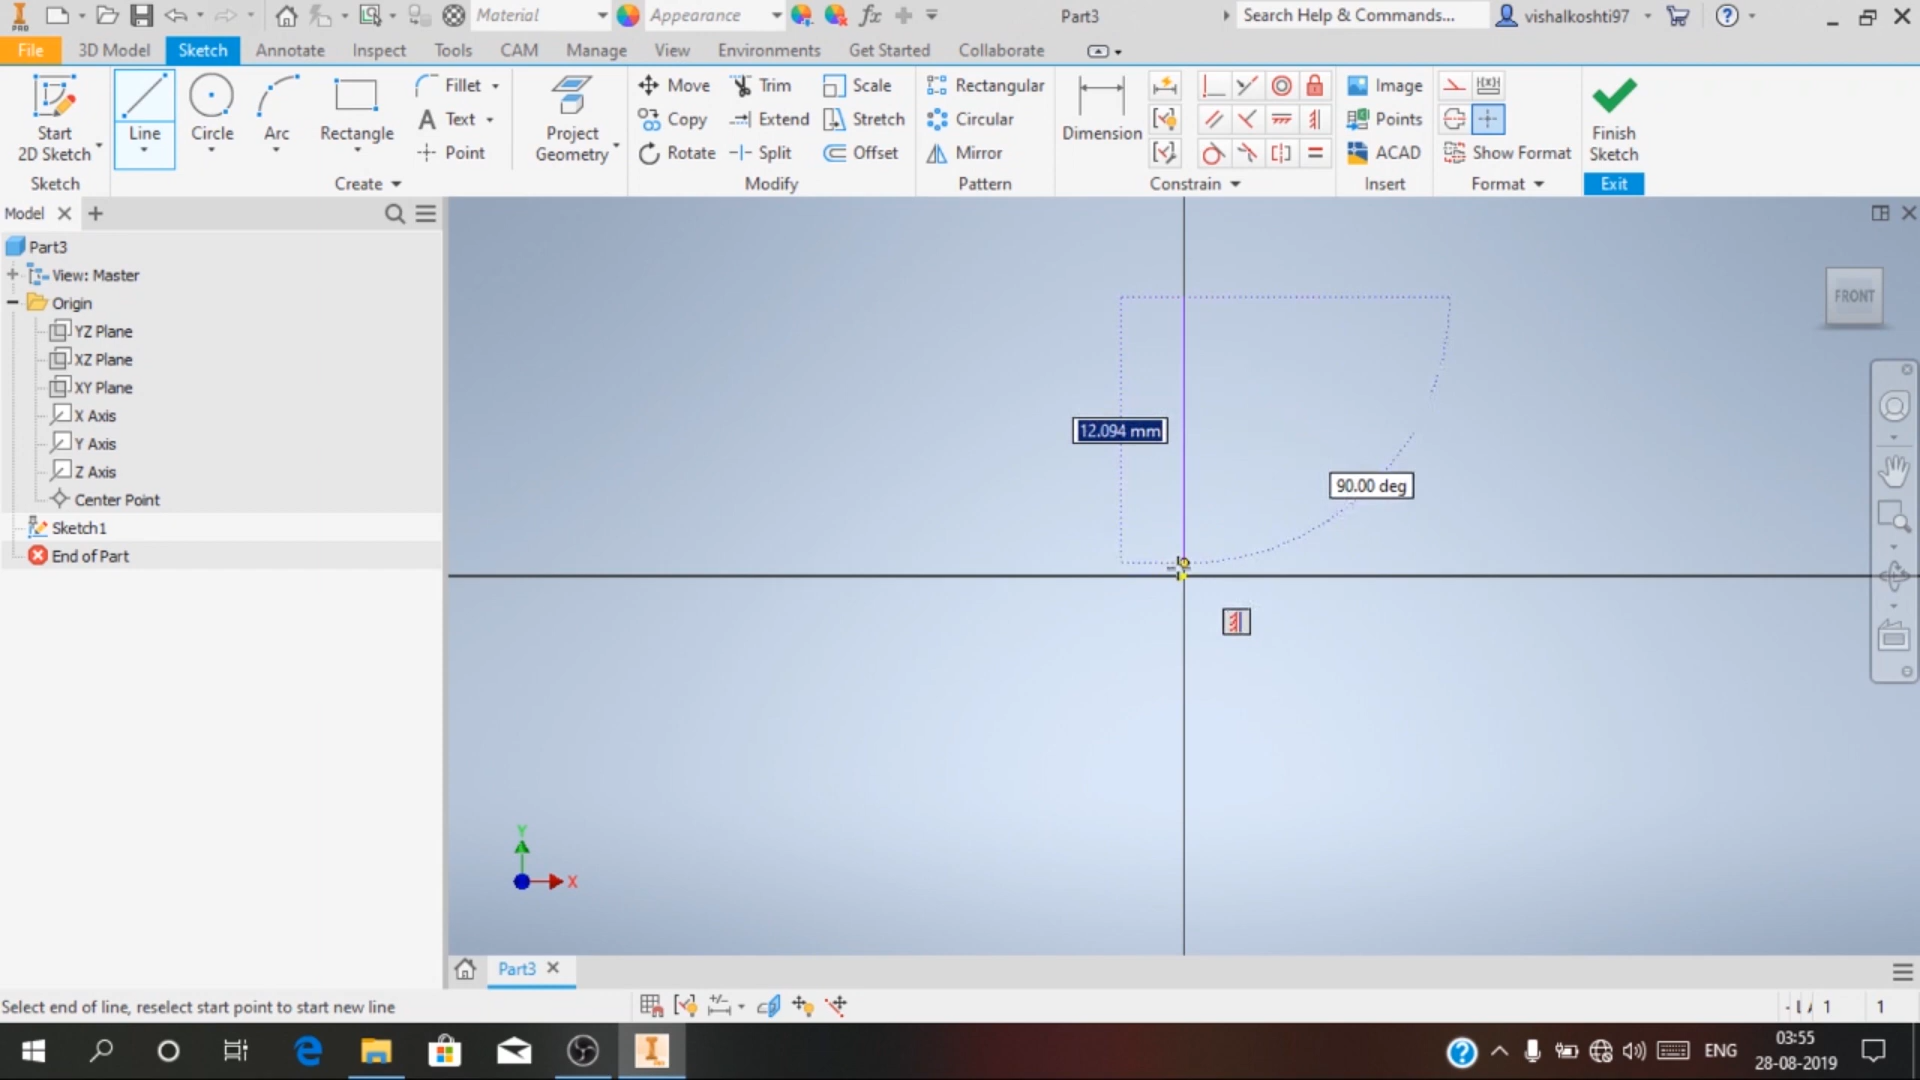 PRO
Material
Appearance
fx
Part3
Search Help & Commands...
vishalkoshti97
File
3D Model
Sketch
Annotate
Inspect
Tools
CAM
Manage
View
Environments
Get Started
Collaborate
Start
2D Sketch
Line
Circle
Arc
Rectangle
Fillet
Text
Point
Project
Geometry
Move
Copy
Rotate
Trim
Extend
Split
Scale
Stretch
Offset
Rectangular
Circular
Mirror
Dimension
Image
Points
ACAD
Show Format
Finish
Sketch
Sketch
Create
Modify
Pattern
Constrain
Insert
Format
Exit
Model
Part3
View: Master
Origin
YZ Plane
XZ Plane
XY Plane
X Axis
Y Axis
Z Axis
Center Point
Sketch1
End of Part
FRONT
12.094 mm
90.00 deg
Y
X
Part3
Select end of line, reselect start point to start new line
1
1
ENG
03:55
28-08-2019